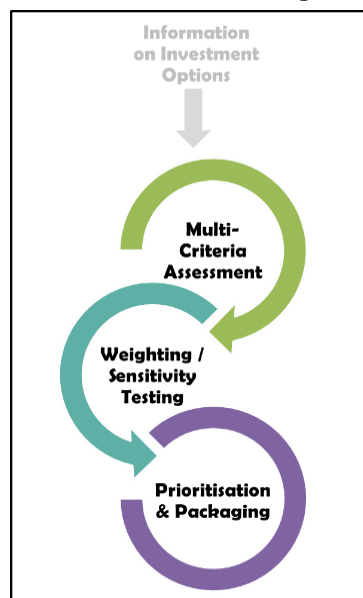 Information
on Investment
Options
Multi-
Criteria
Assessment
Weighting /
Sensitivity
Testing
Prioritisation
& Packaging